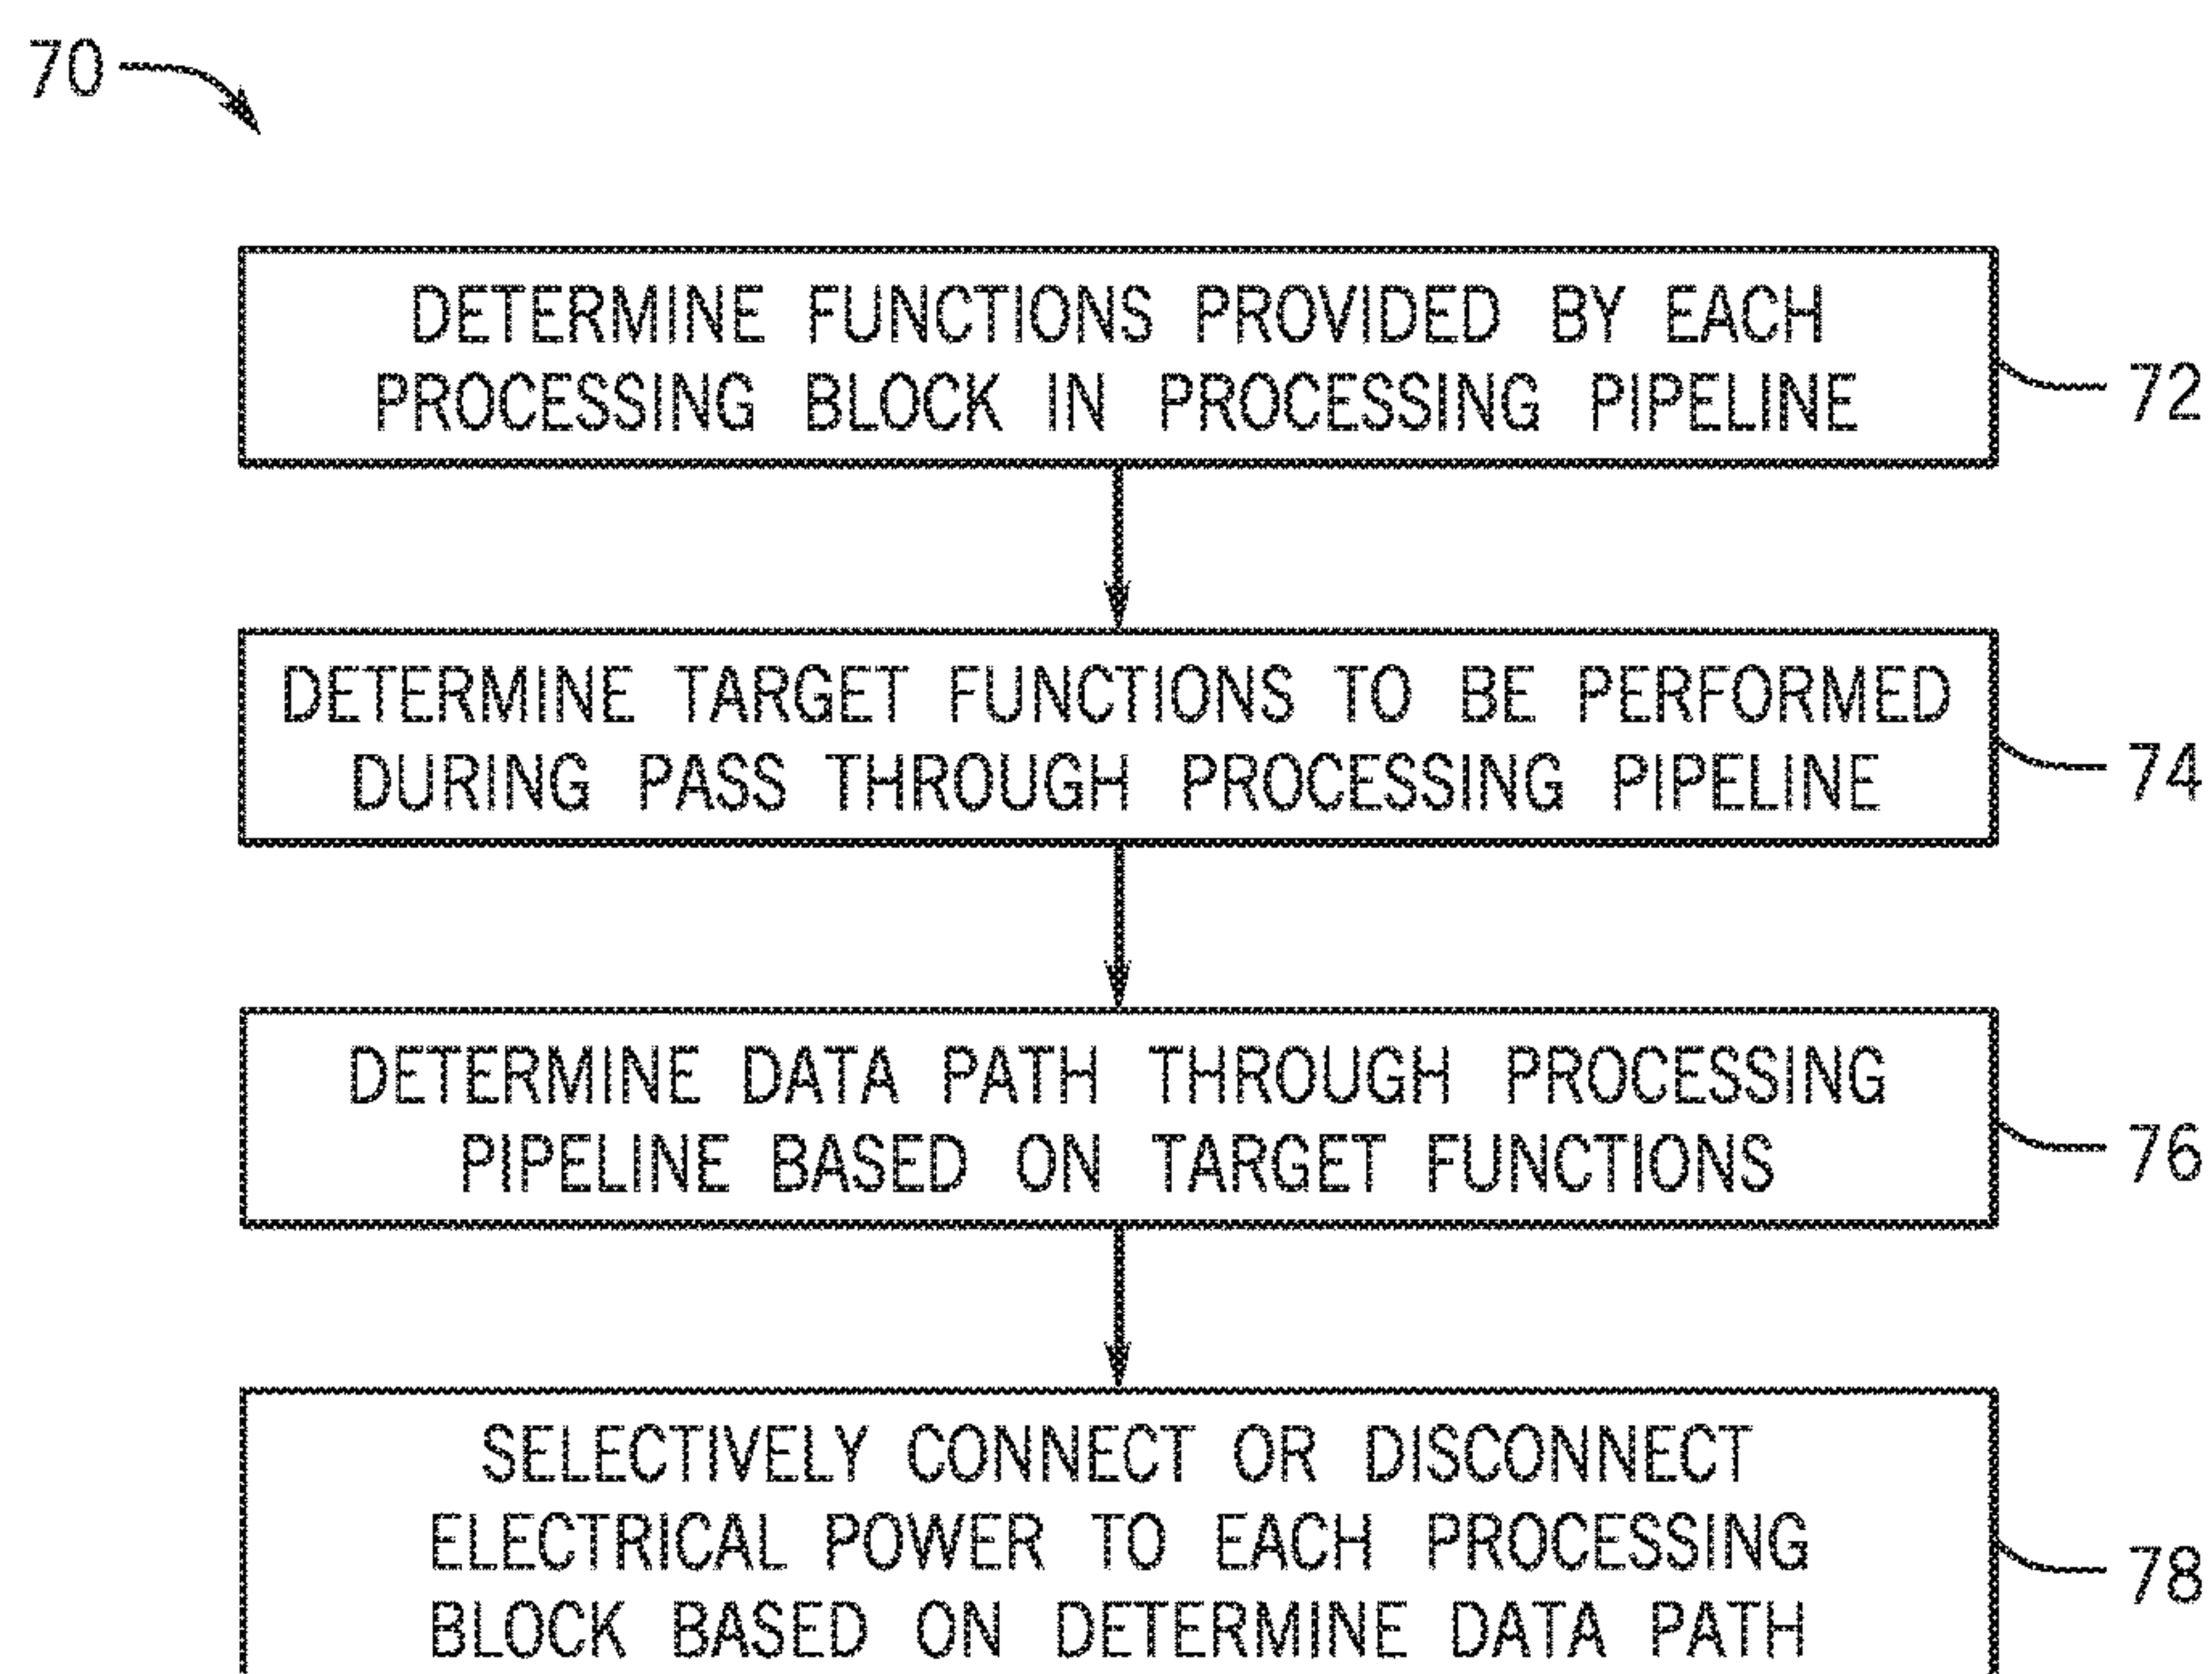 70
DETERMINE FUNCTIONS PROVIDED BY EACH
PROCESSING BLOCK IN PROCESSING PIPELINE
72
DETERMINE TARGET FUNCTIONS TO BE PERFORMED
DURING PASS THROUGH PROCESSING PIPELINE
74
DETERMINE DATA PATH THROUGH PROCESSING
PIPELINE BASED ON TARGET FUNCTIONS
76
SELECTIVELY CONNECT OR DISCONNECT
ELECTRICAL POWER TO EACH PROCESSING
BLOCK BASED ON DETERMINE DATA PATH
78